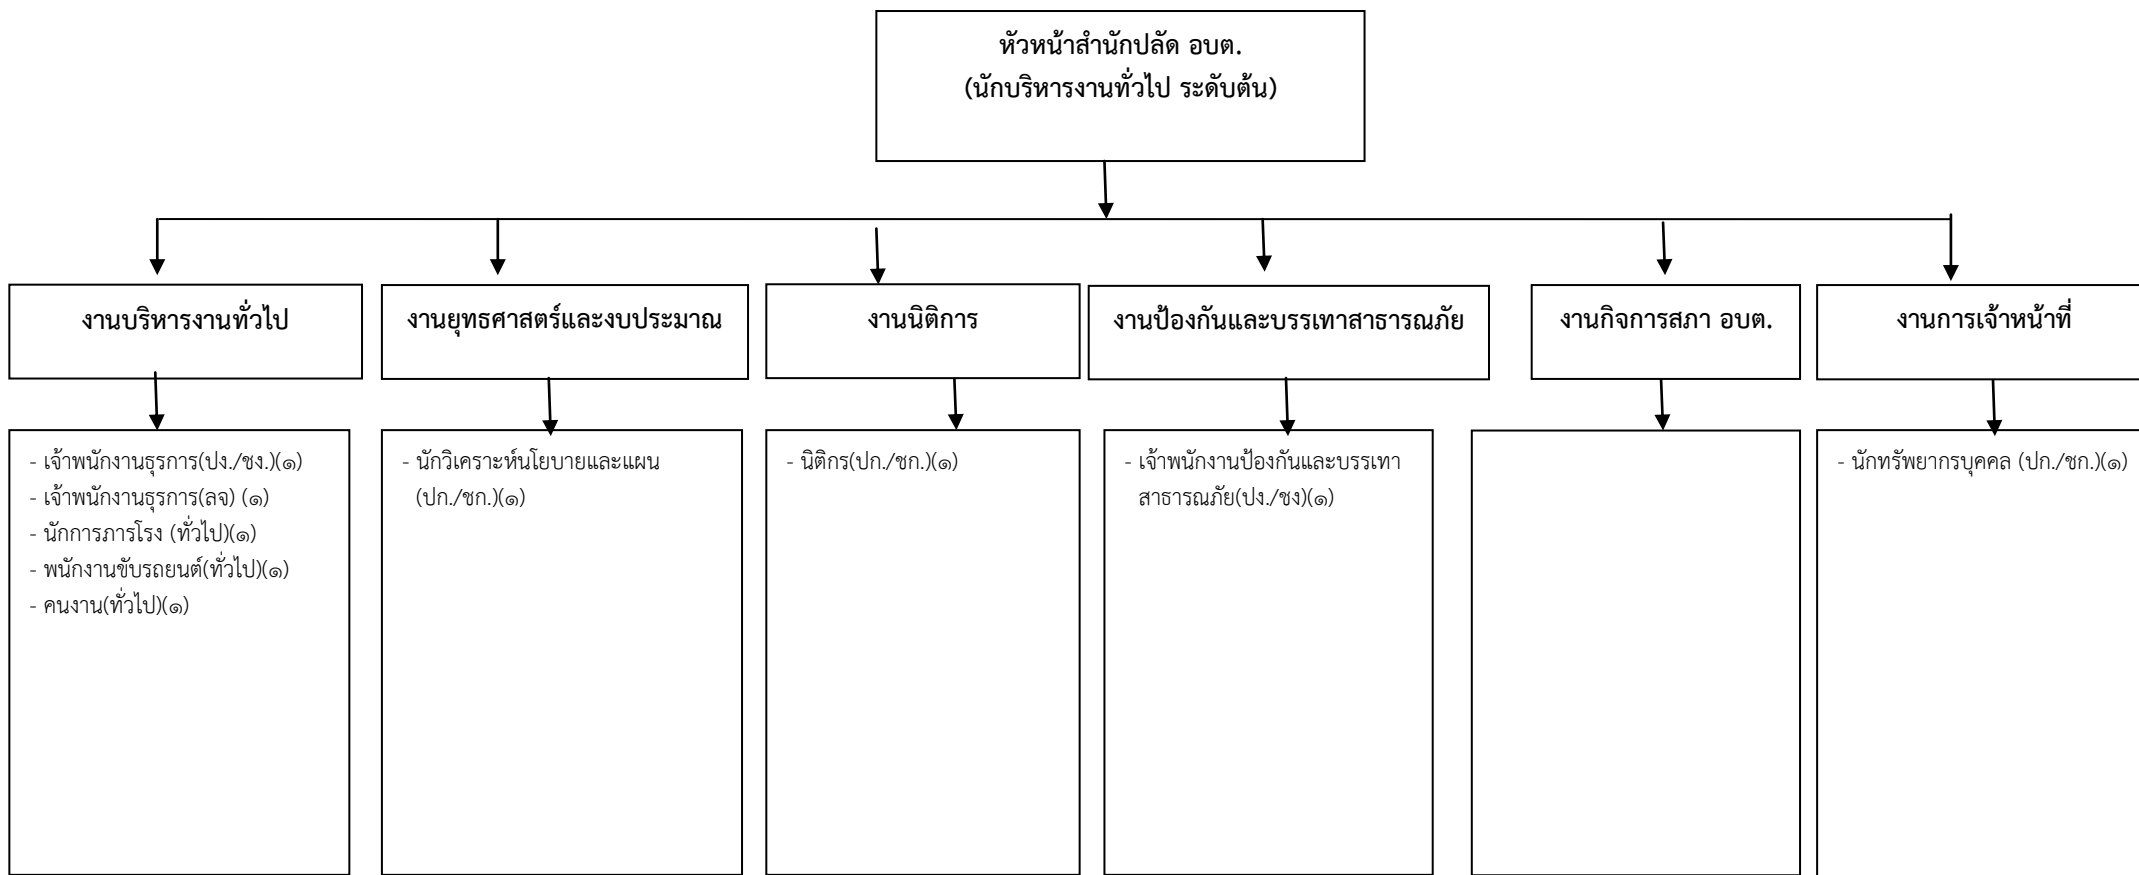 หัวหน้าสำนักปลัด อบต.
(นักบริหารงานทั่วไป ระดับต้น)
งานบริหารงานทั่วไป
งานยุทธศาสตร์และงบประมาณ
งานนิติการ
งานป้องกันและบรรเทาสาธารณภัย
งานกิจการสภา อบต.
งานการเจ้าหน้าที่
- เจ้าพนักงานธุรการ(ปง./ชง.)(๑)
- เจ้าพนักงานธุรการ(ลจ) (๑)
- นักการภารโรง (ทั่วไป)(๑)
- พนักงานขับรถยนต์(ทั่วไป)(๑)
- คนงาน(ทั่วไป)(๑)
- นักวิเคราะห์นโยบายและแผน
(ปก./ชก.)(๑)
- นิติกร(ปก./ชก.)(๑)
- เจ้าพนักงานป้องกันและบรรเทา
สาธารณภัย(ปง./ชง)(๑)
- นักทรัพยากรบุคคล (ปก./ชก.)(๑)